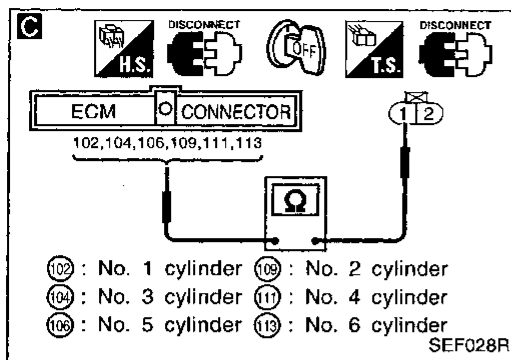 C
DISCONNECT
DISCONNECT
H.S.
OFF
T.S.
ECM CONNECTOR
1 2
102,104,106,109,111,113
Ω
102 : No. 1 cylinder 109 : No. 2 cylinder
104 : No. 3 cylinder 111 : No. 4 cylinder
106 : No. 5 cylinder 113 : No. 6 cylinder
SEF028R